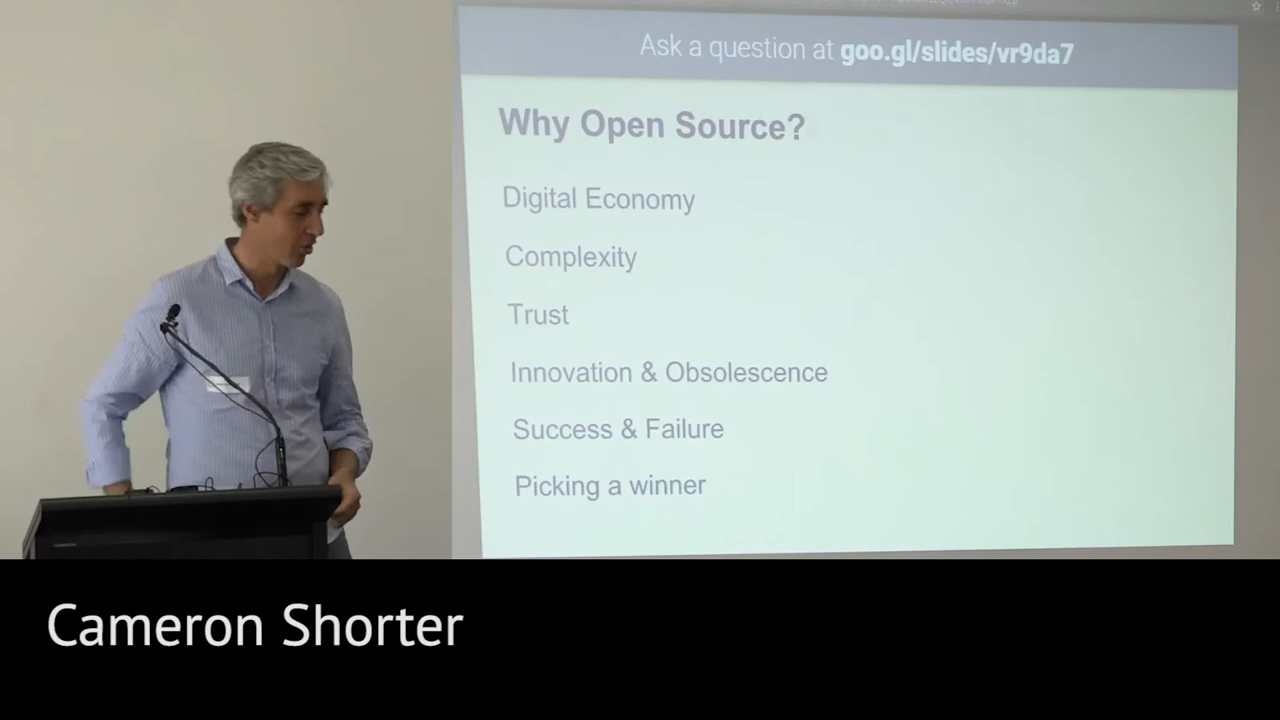 Ask a question at goo.gl/slides/vr9da7
Why Open Source?
Digital Economy
Complexity
Trust
Innovation & Obsolescence
Success & Failure
Picking a winner
Cameron Shorter